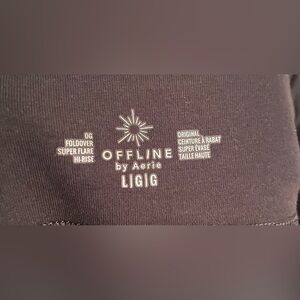 OG
FOLDOVER
SUPER FLARE
HI-RISE
OFFLINE
by Aerie
L|G|G
ORIGINAL
CEINTURE À RABAT
SUPER ÉVASÉ
TAILLE HAUTE